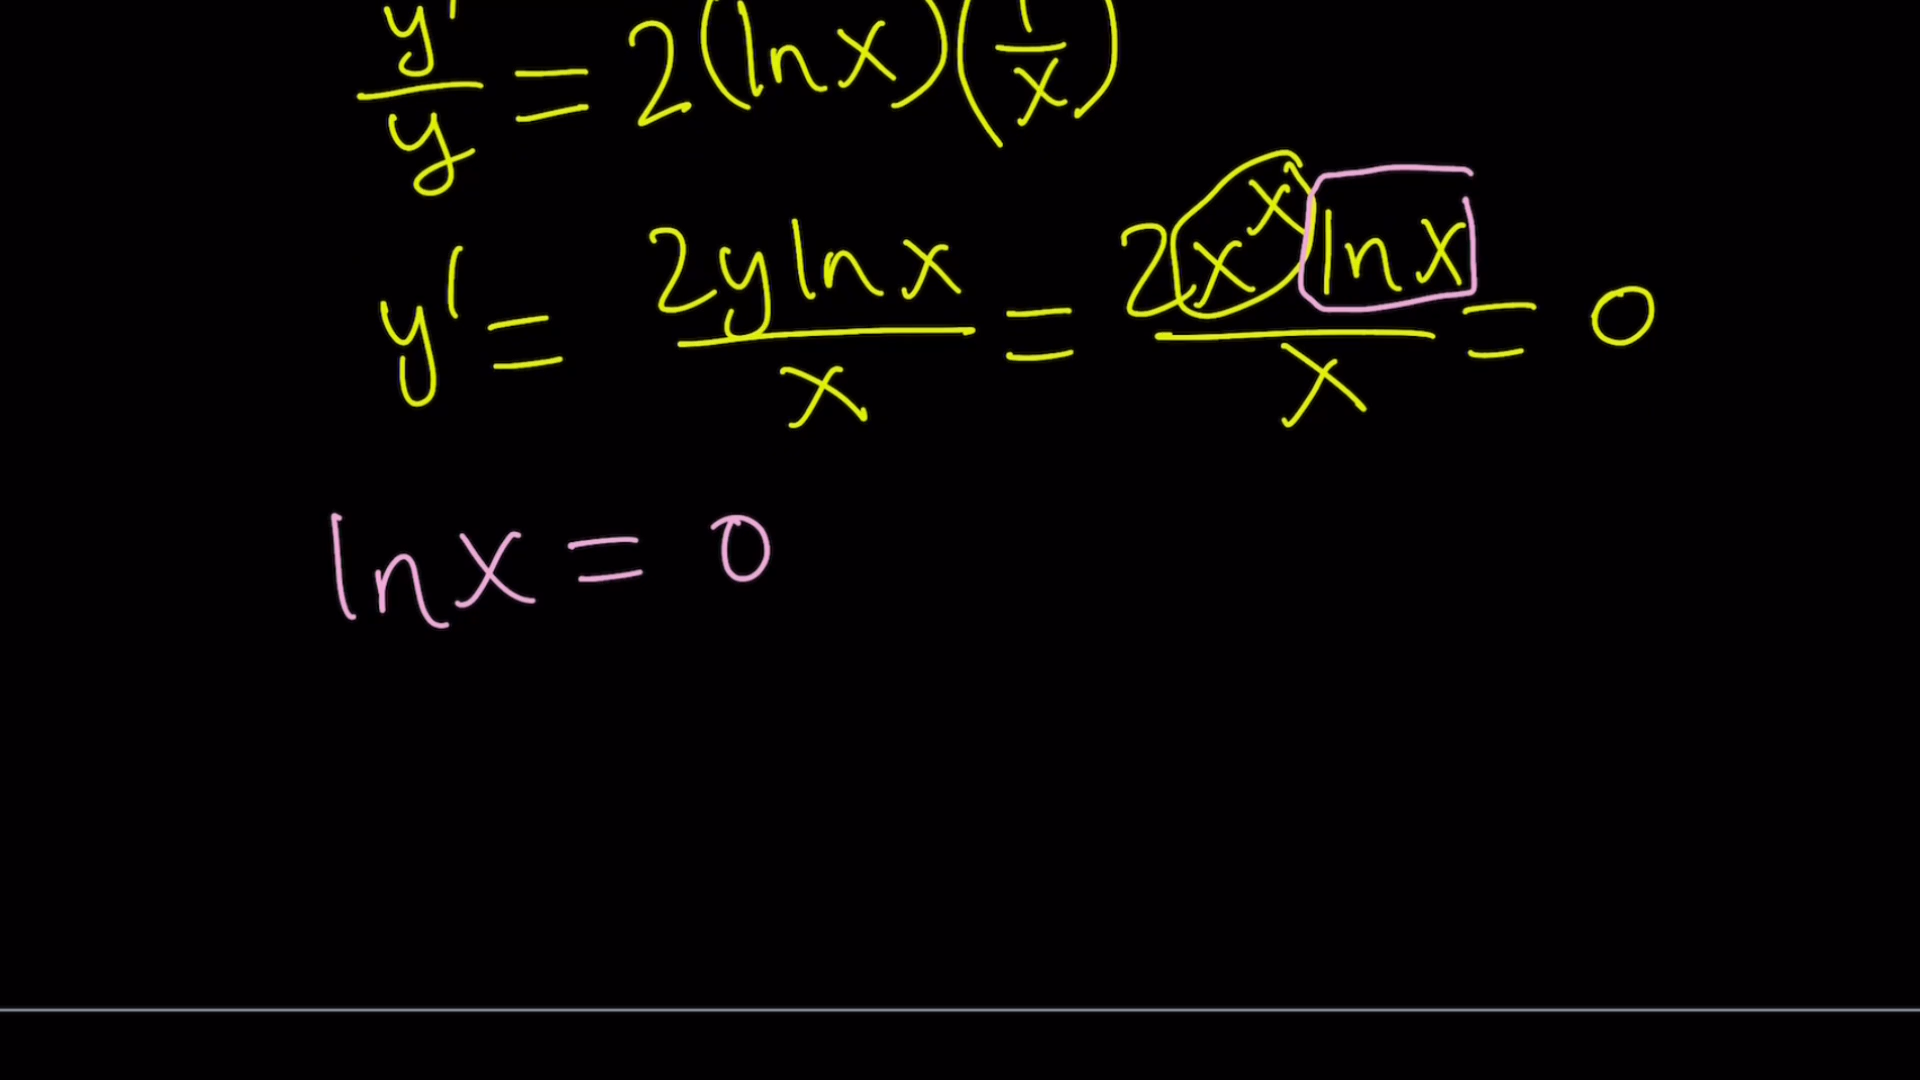 y'/y = 2(ln x)(1/x)
y' = 2y ln x / x = 2x^x ln x / x = 0
ln x = 0